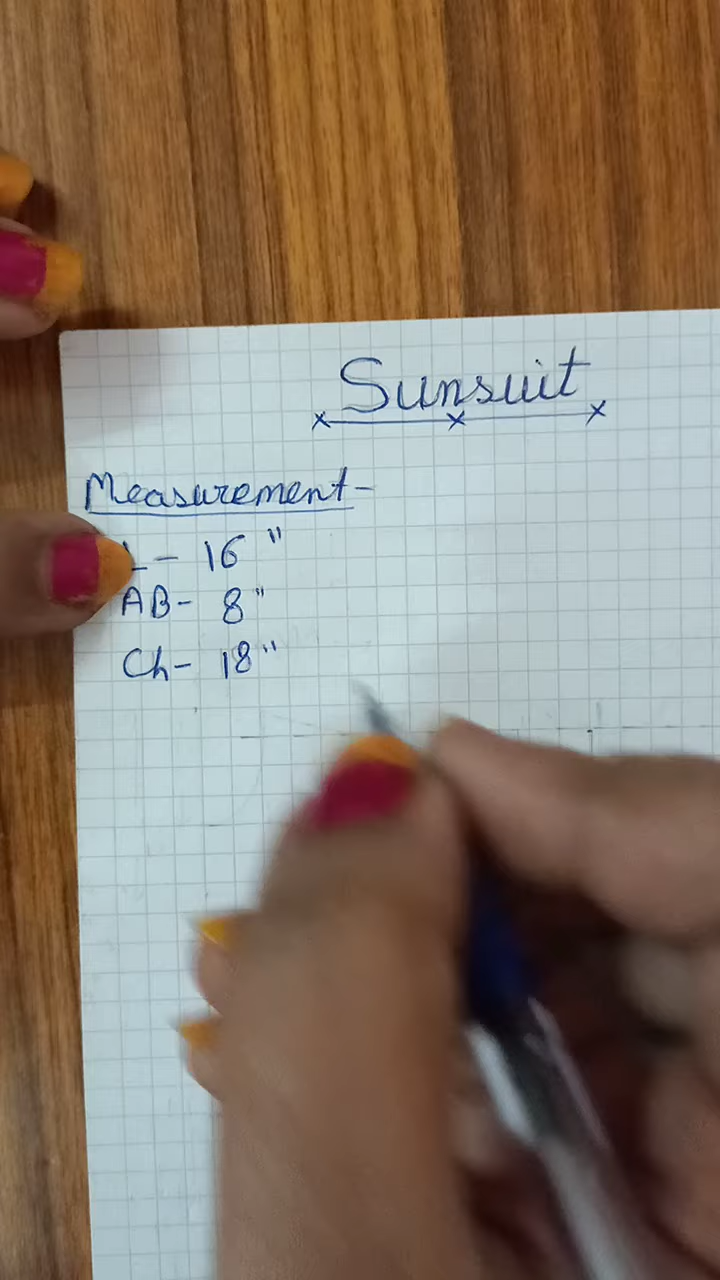 Sunsuit
Measurement-
L- 16"
AB- 8"
Ch- 18"